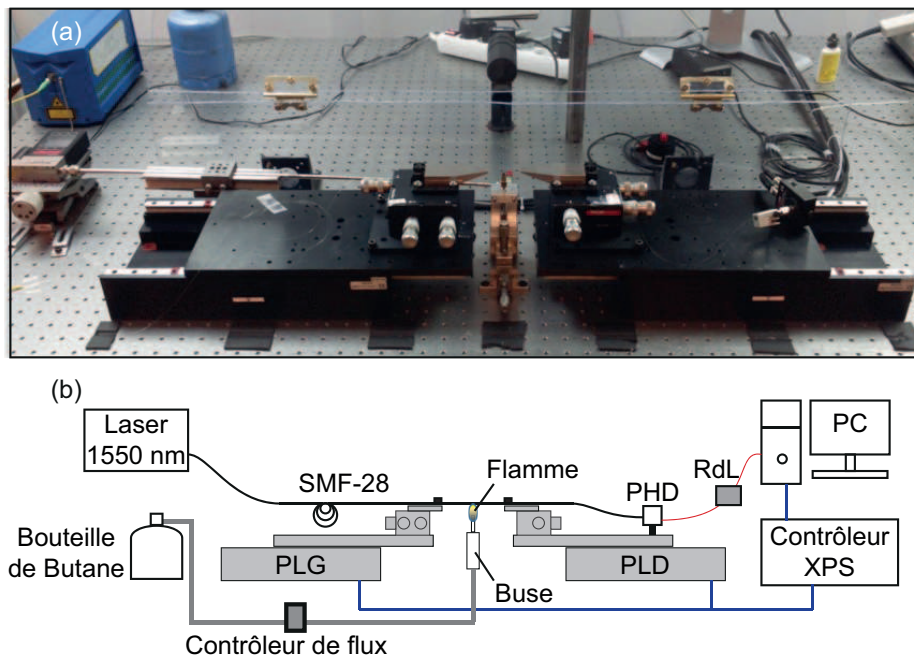 (a)
(b)
Laser
1550 nm
SMF-28
Flamme
PHD
RdL
PC
Bouteille
de Butane
PLG
Buse
PLD
Contrôleur
XPS
Contrôleur de flux